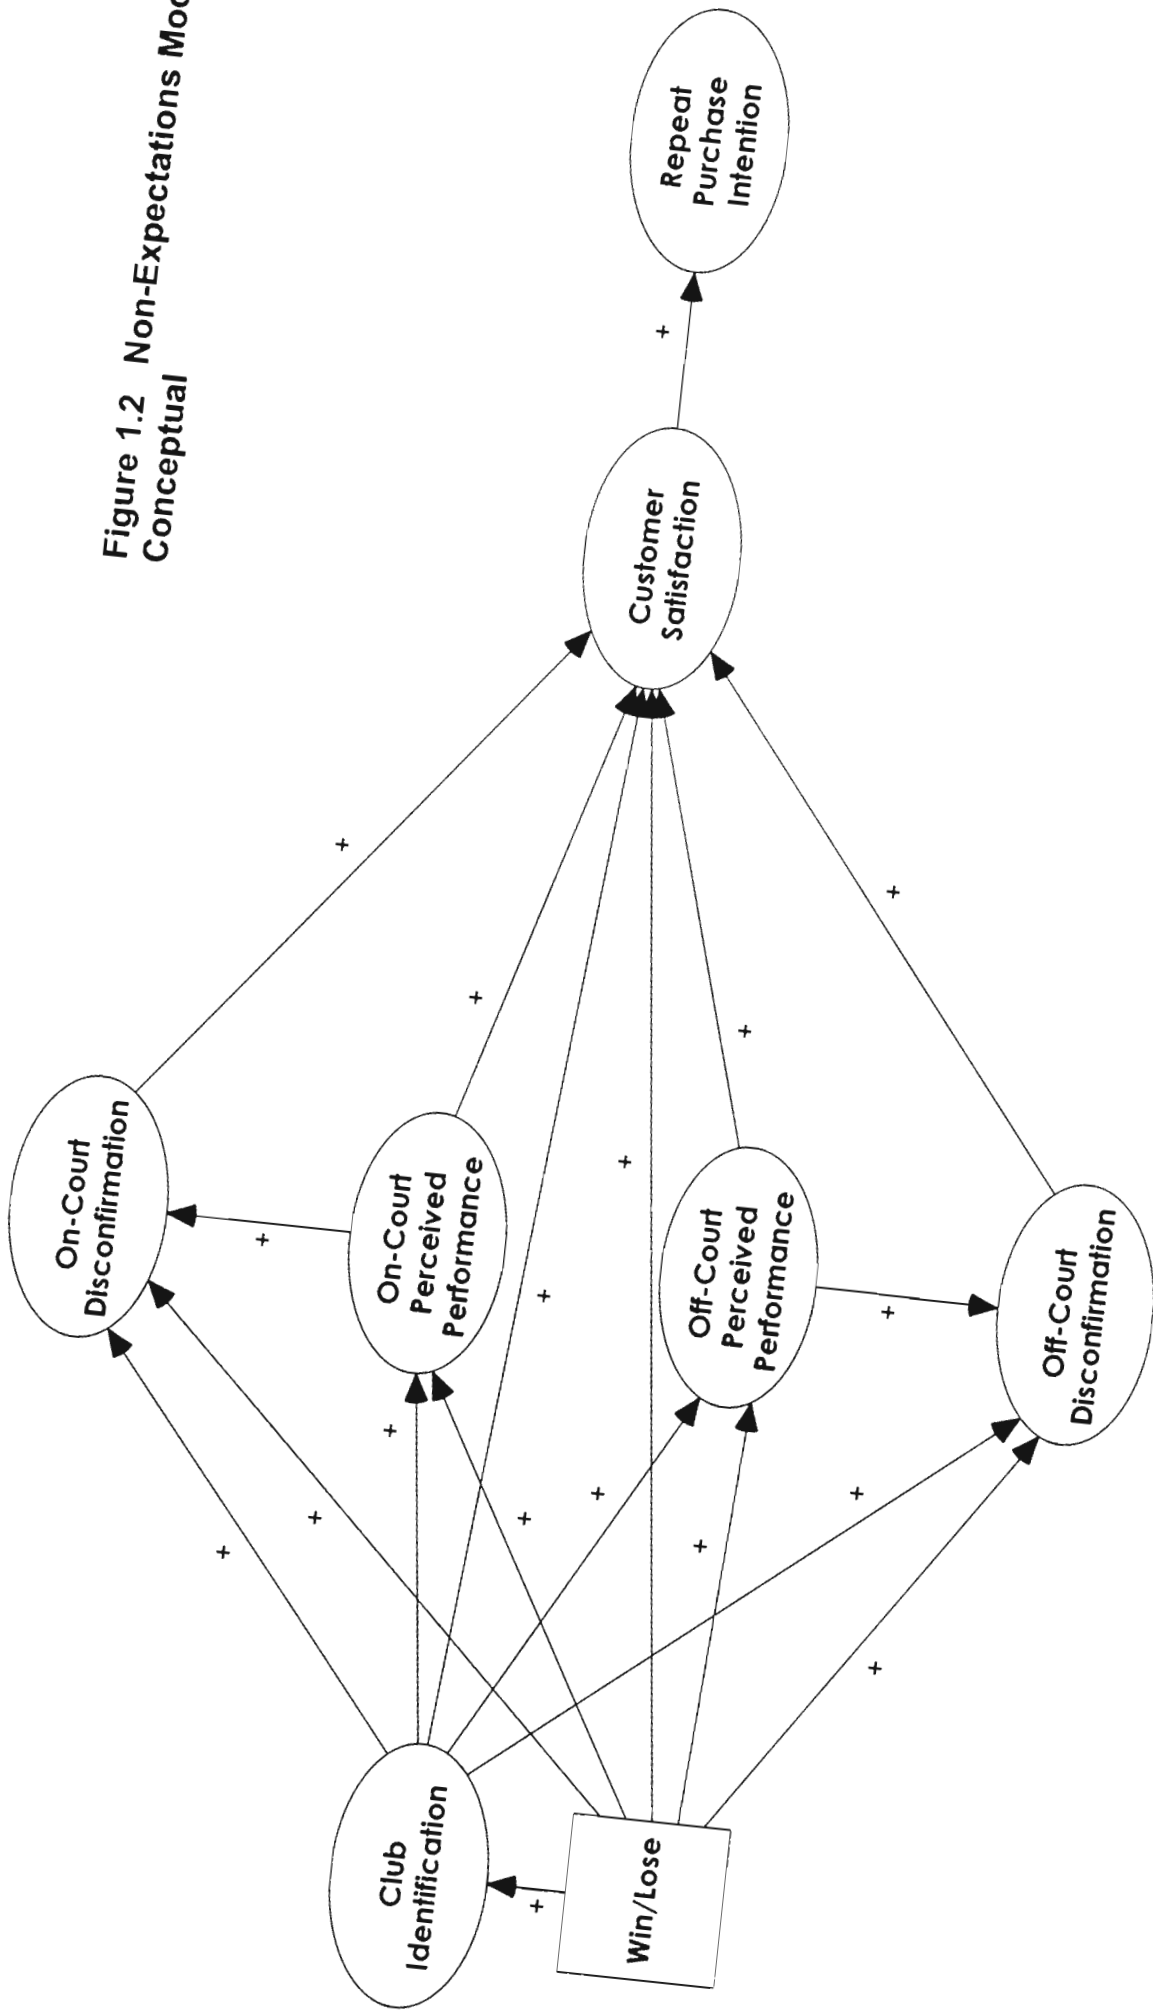 Figure 1.2 Non-Expectations
Conceptual
On-Court
Disconfirmation
+
+
+
+
Club
Identification
+
+
On-Court
Perceived
Performance
+
+
+
+
Win/Lose
+
+
+
Off-Court
Perceived
Performance
+
Customer
Satisfaction
+
Repeat
Purchase
Intention
+
+
+
Off-Court
Disconfirmation
+